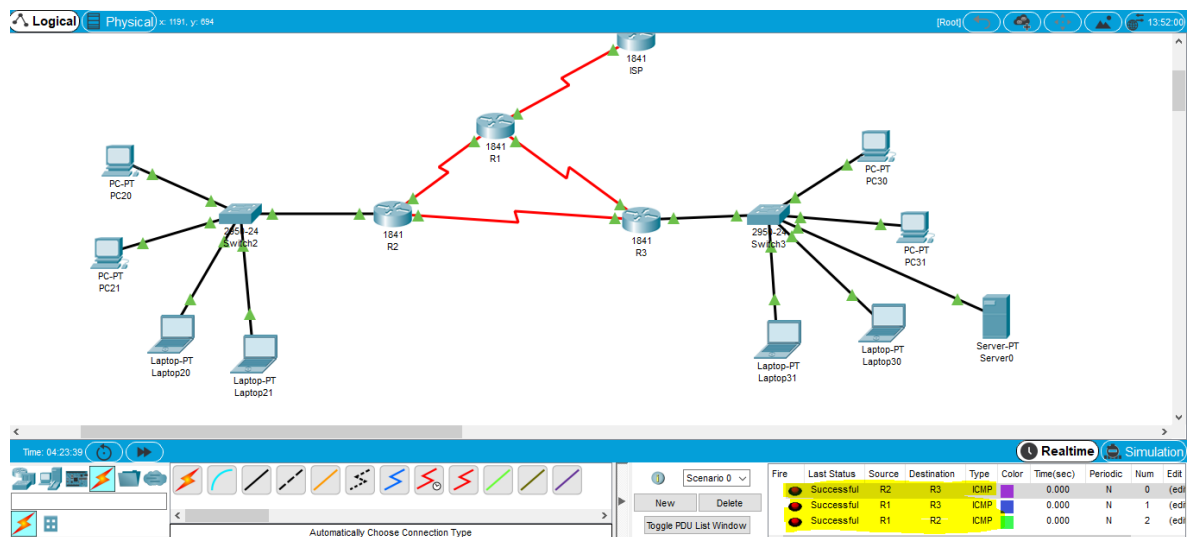 Logical Physical x: 1191, y: 694 [Root] 13:52:00
1841
ISP
1841
R1
PC-PT
PC20
PC-PT
PC30
2950-24
Switch2
1841
R2
1841
R3
2950-24
Switch3
PC-PT
PC21
PC-PT
PC31
Laptop-PT
Laptop20
Laptop-PT
Laptop21
Laptop-PT
Laptop30
Laptop-PT
Laptop31
Server-PT
Server0
Time: 04:23:39 Realtime Simulation
Scenario 0
New Delete
Toggle PDU List Window
Automatically Choose Connection Type
Fire Last Status Source Destination Type Color Time(sec) Periodic Num Edit
Successful R2 R3 ICMP 0.000 N 0 (edi
Successful R1 R3 ICMP 0.000 N 1 (edi
Successful R1 R2 ICMP 0.000 N 2 (edi